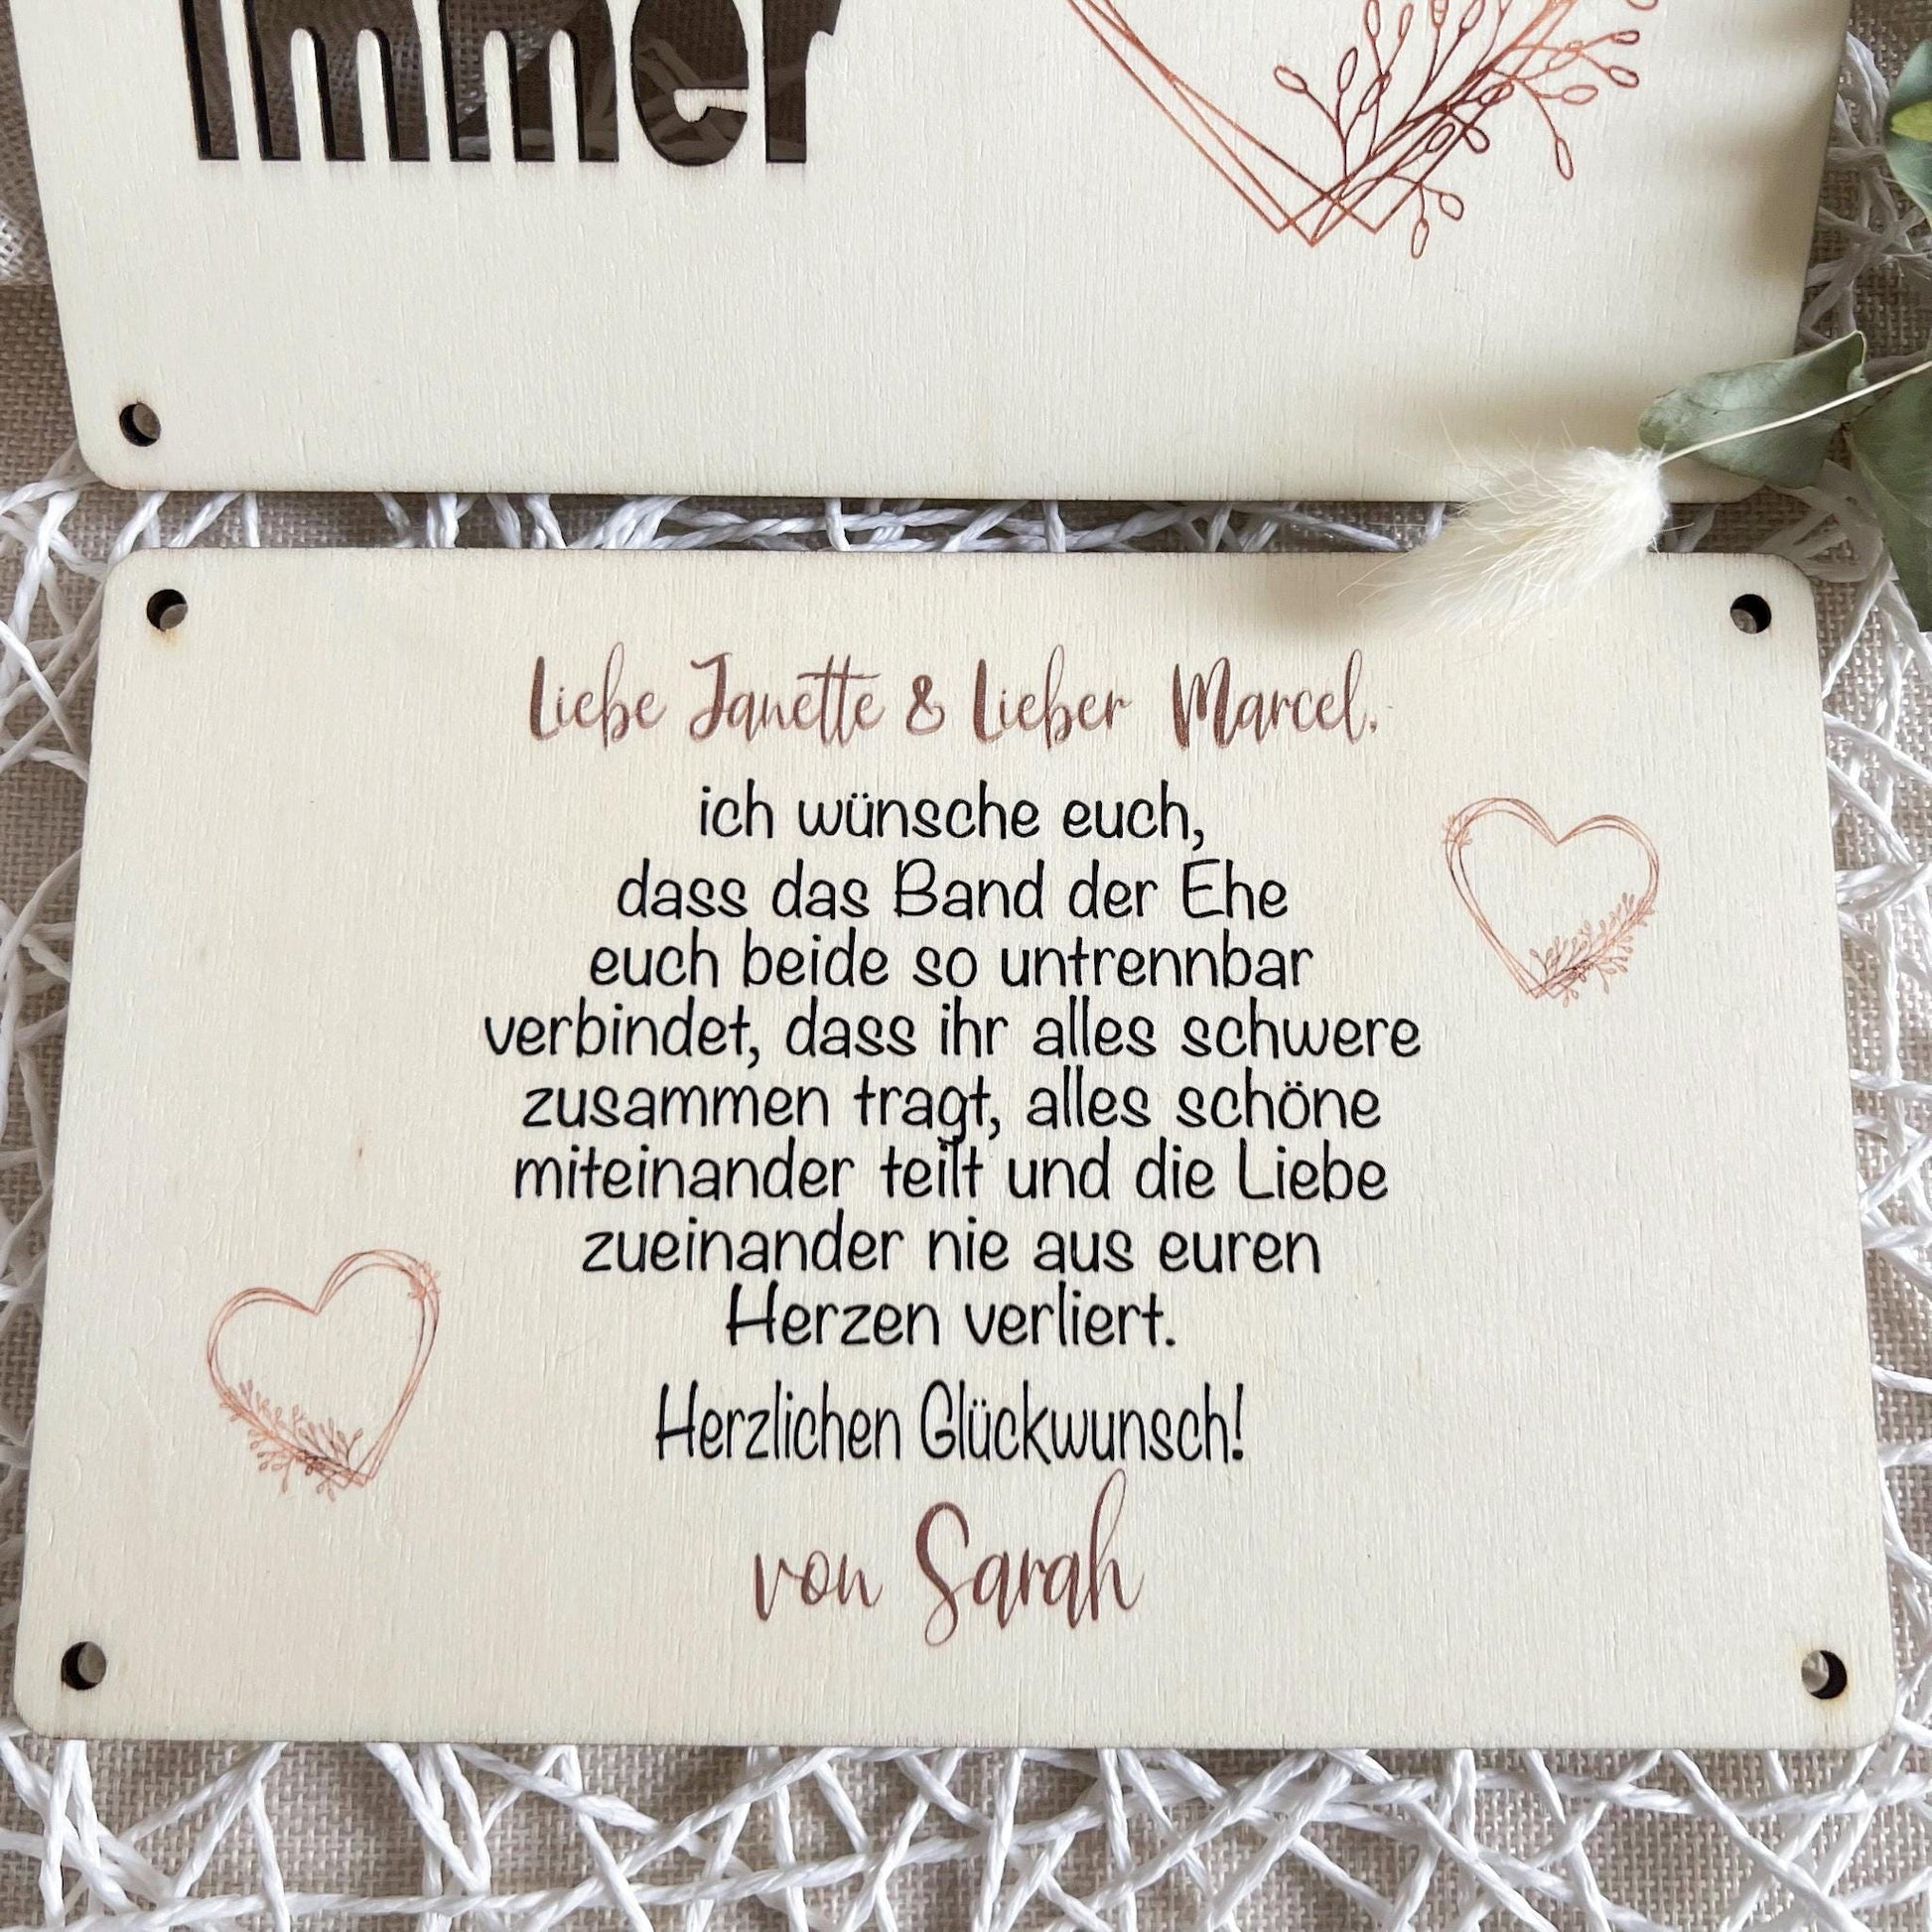 immer
Liebe Janette & Lieber Marcel,
ich wünsche euch,
dass das Band der Ehe
euch beide so untrennbar
verbindet, dass ihr alles schwere
zusammen tragt, alles schöne
miteinander teilt und die Liebe
zueinander nie aus euren
Herzen verliert.
Herzlichen Glückwunsch!
von Sarah